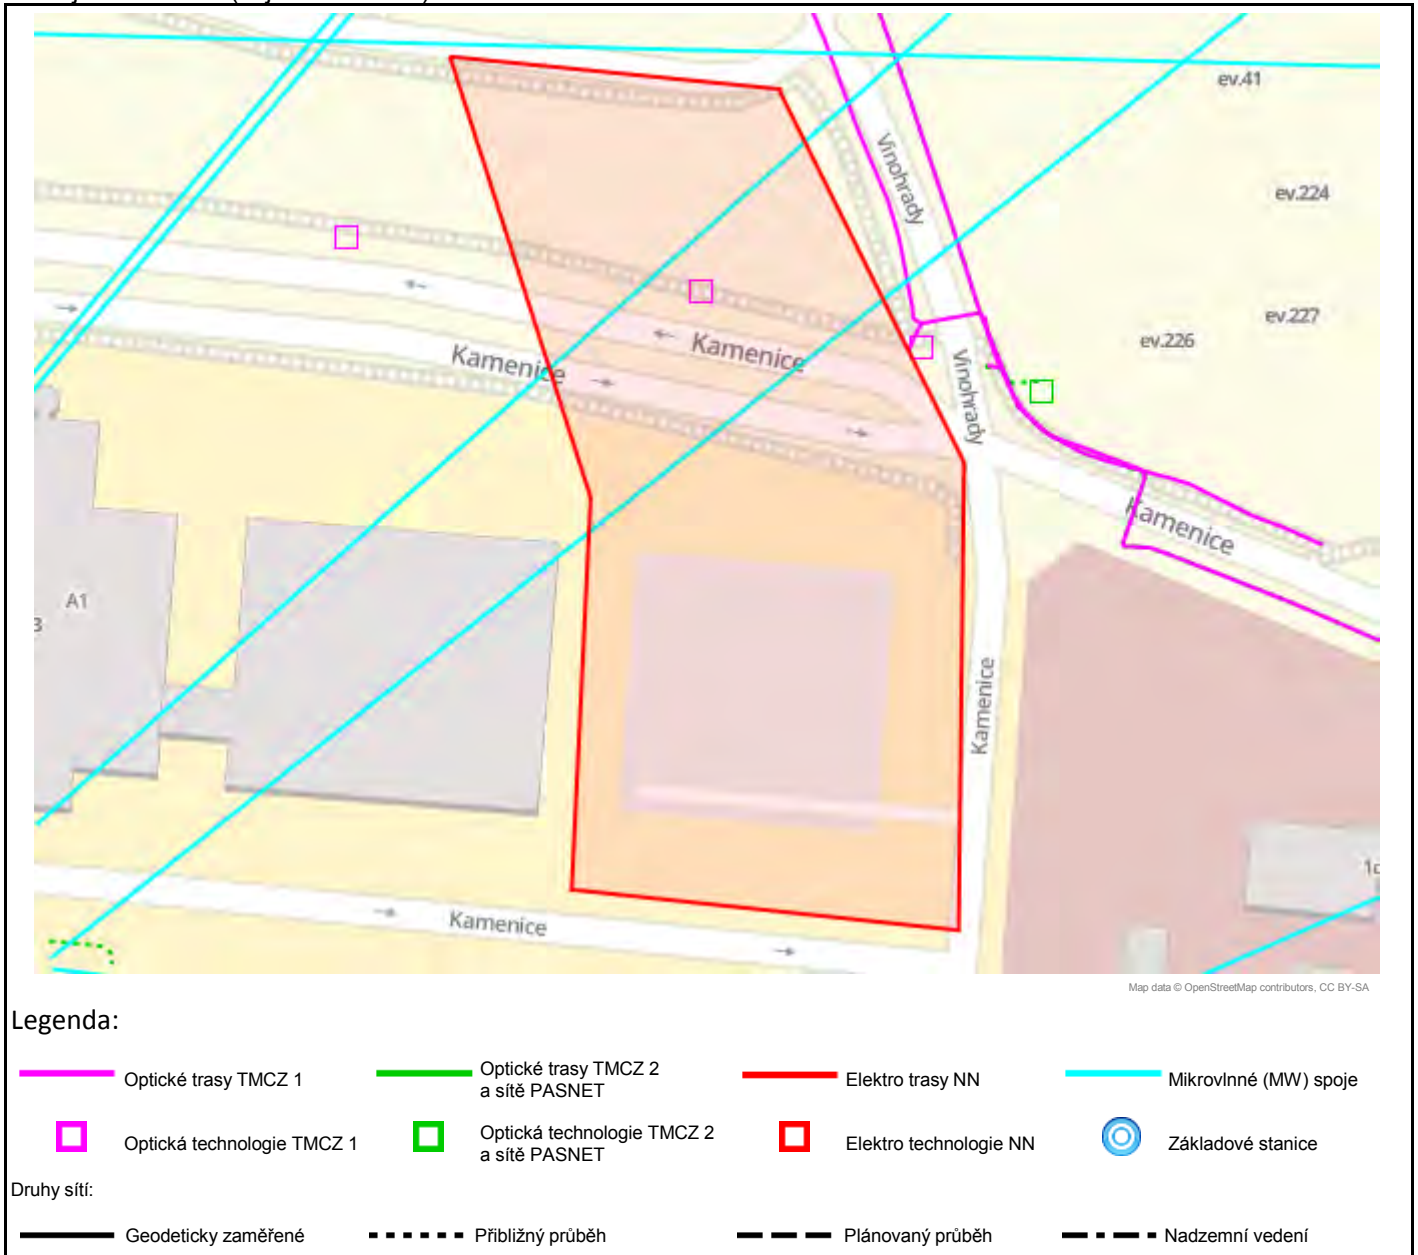 ev.41
Vinohrady
ev.224
ev.227
ev.226
Kamenice
Kamenice
Vinohrady
Kamenice
A1
3
Kamenice
Kamenice
Map data © OpenStreetMap contributors, CC BY-SA
Legenda:
Optické trasy TMCZ 1
Optické trasy TMCZ 2
a sítě PASNET
Elektro trasy NN
Mikrovlnné (MW) spoje
Optická technologie TMCZ 1
Optická technologie TMCZ 2
a sítě PASNET
Elektro technologie NN
Základové stanice
Druhy sítí:
Geodeticky zaměřené
Přibližný průběh
Plánovaný průběh
Nadzemní vedení